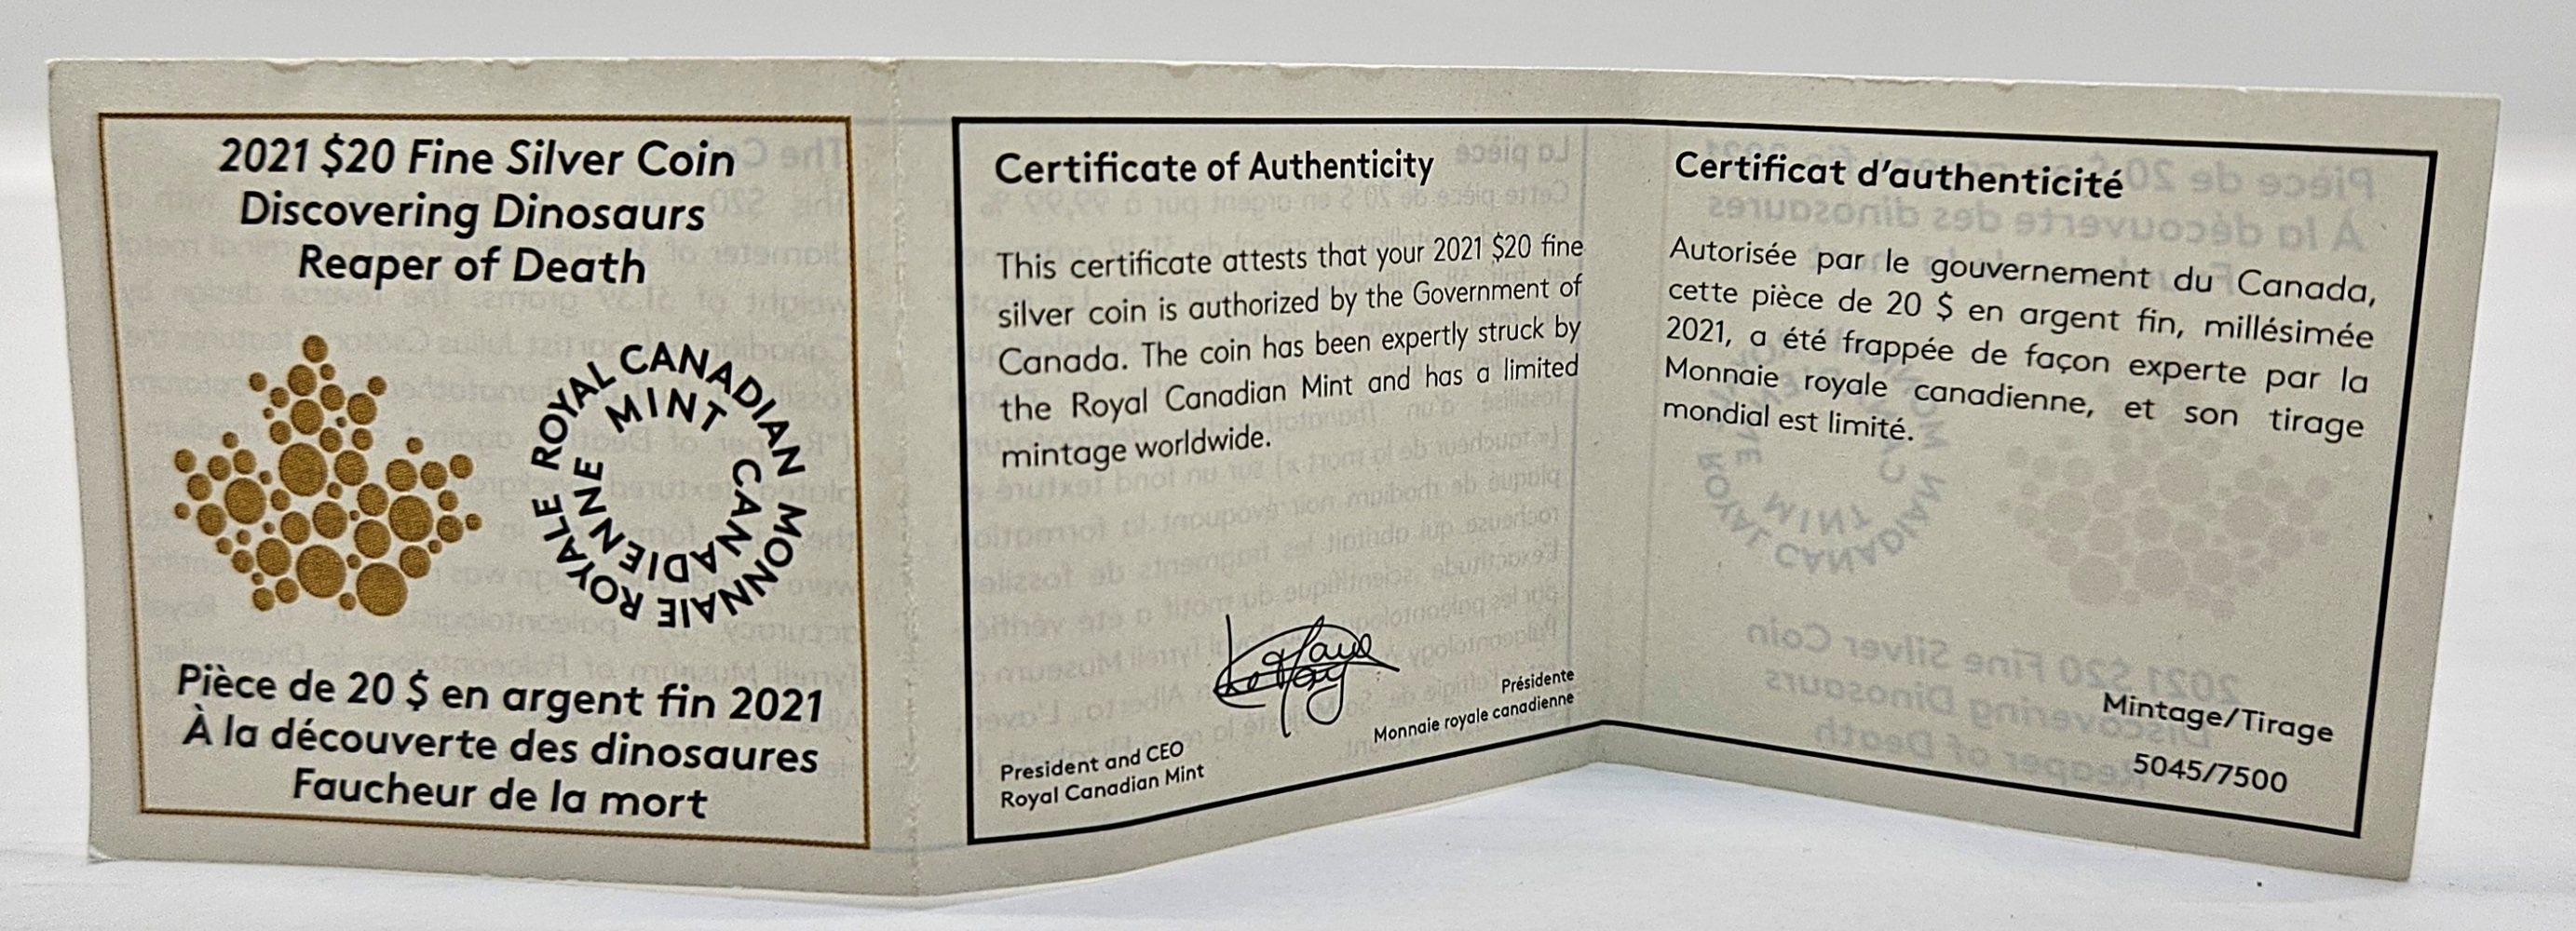 2021 $20 Fine Silver Coin
Discovering Dinosaurs
Reaper of Death
ROYAL CANADIAN MINT
MONNAIE ROYALE CANADIENNE
Pièce de 20 $ en argent fin 2021
À la découverte des dinosaures
Faucheur de la mort
Certificate of Authenticity
This certificate attests that your 2021 $20 fine
silver coin is authorized by the Government of
Canada. The coin has been expertly struck by
the Royal Canadian Mint and has a limited
mintage worldwide.
President and CEO
Royal Canadian Mint
Présidente
Monnaie royale canadienne
Certificat d'authenticité
Autorisée par le gouvernement du Canada,
cette pièce de 20 $ en argent fin, millésimée
2021, a été frappée de façon experte par la
Monnaie royale canadienne, et son tirage
mondial est limité.
Mintage/Tirage
5045/7500